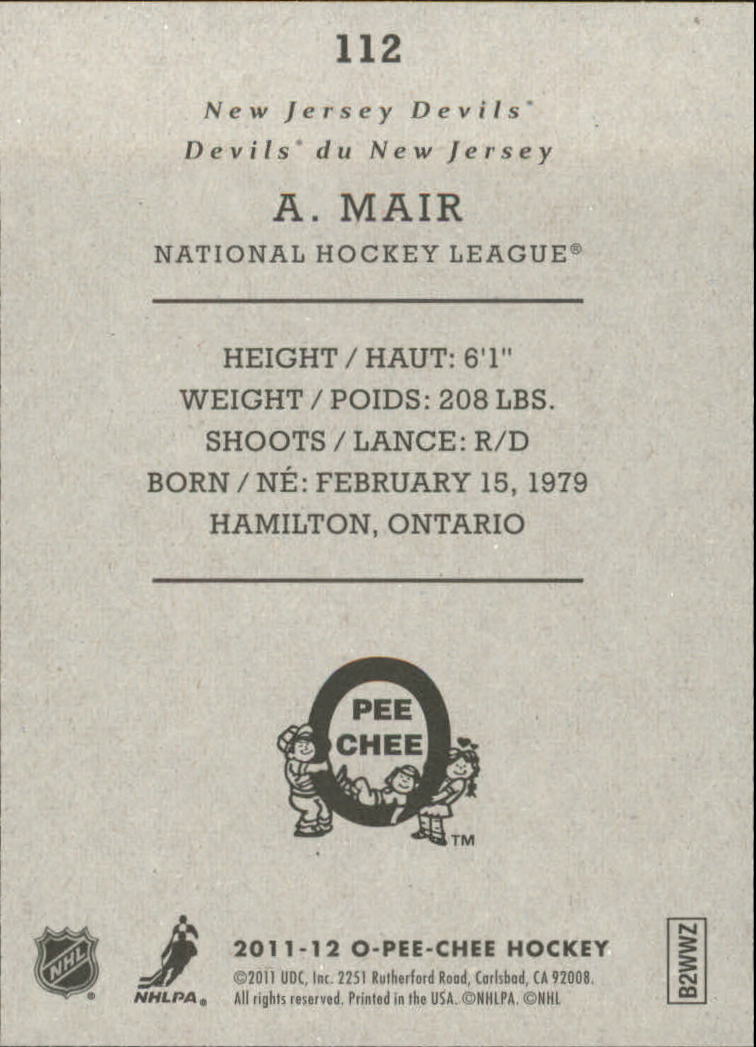 112
New Jersey Devils®
Devils® du New Jersey
A. MAIR
NATIONAL HOCKEY LEAGUE®
HEIGHT / HAUT: 6'1"
WEIGHT / POIDS: 208 LBS.
SHOOTS / LANCE: R/D
BORN / NÉ: FEBRUARY 15, 1979
HAMILTON, ONTARIO
O
PEE
CHEE
TM
NHL®
NHLPA®
2011-12 O-PEE-CHEE HOCKEY
©2011 UDC, Inc. 2251 Rutherford Road, Carlsbad, CA 92008.
All rights reserved. Printed in the USA. ©NHLPA. ©NHL
B2WWZ